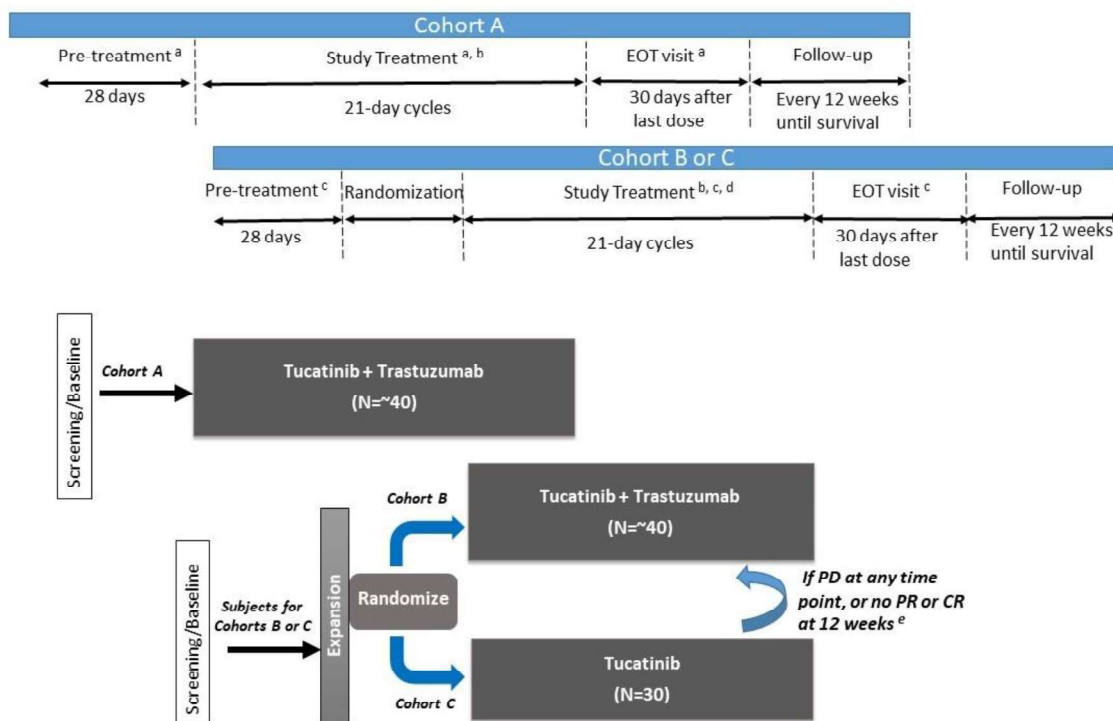 Cohort A
Pre-treatment a
Study Treatment a, h
EOT visit a
Follow-up
28 days
21-day cycles
30 days after
last dose
Every 12 weeks
until survival
Cohort B or C
Pre-treatment c
Randomization
Study Treatment b, c, d
EOT visit c
Follow-up
28 days
21-day cycles
30 days after
last dose
Every 12 weeks
until survival
Screening/Baseline
Cohort A
Tucatinib + Trastuzumab
(N=~40)
Screening/Baseline
Subjects for
Cohorts B or C
Expansion
Randomize
Cohort B
Tucatinib + Trastuzumab
(N=~40)
If PD at any time
point, or no PR or CR
at 12 weeks e
Cohort C
Tucatinib
(N=30)